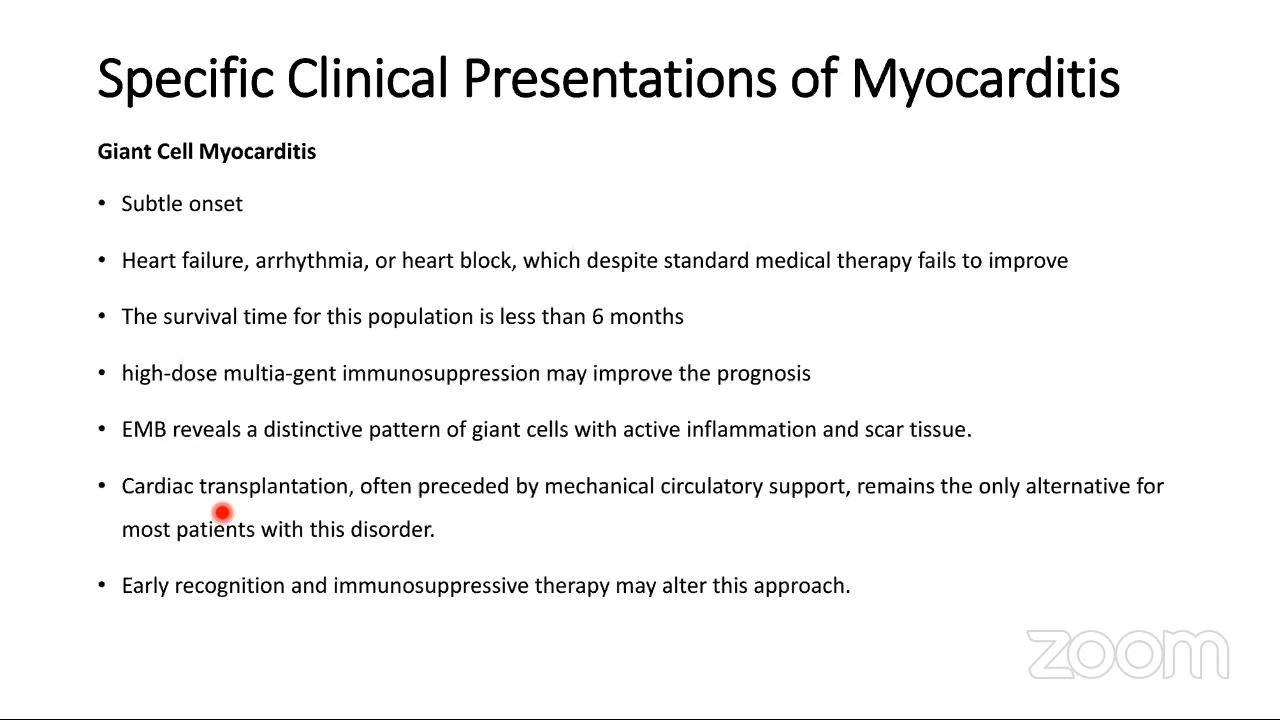 Specific Clinical Presentations of Myocarditis
Giant Cell Myocarditis
• Subtle onset
• Heart failure, arrhythmia, or heart block, which despite standard medical therapy fails to improve
• The survival time for this population is less than 6 months
• high-dose multia-gent immunosuppression may improve the prognosis
• EMB reveals a distinctive pattern of giant cells with active inflammation and scar tissue.
• Cardiac transplantation, often preceded by mechanical circulatory support, remains the only alternative for
most patients with this disorder.
• Early recognition and immunosuppressive therapy may alter this approach.
zoom